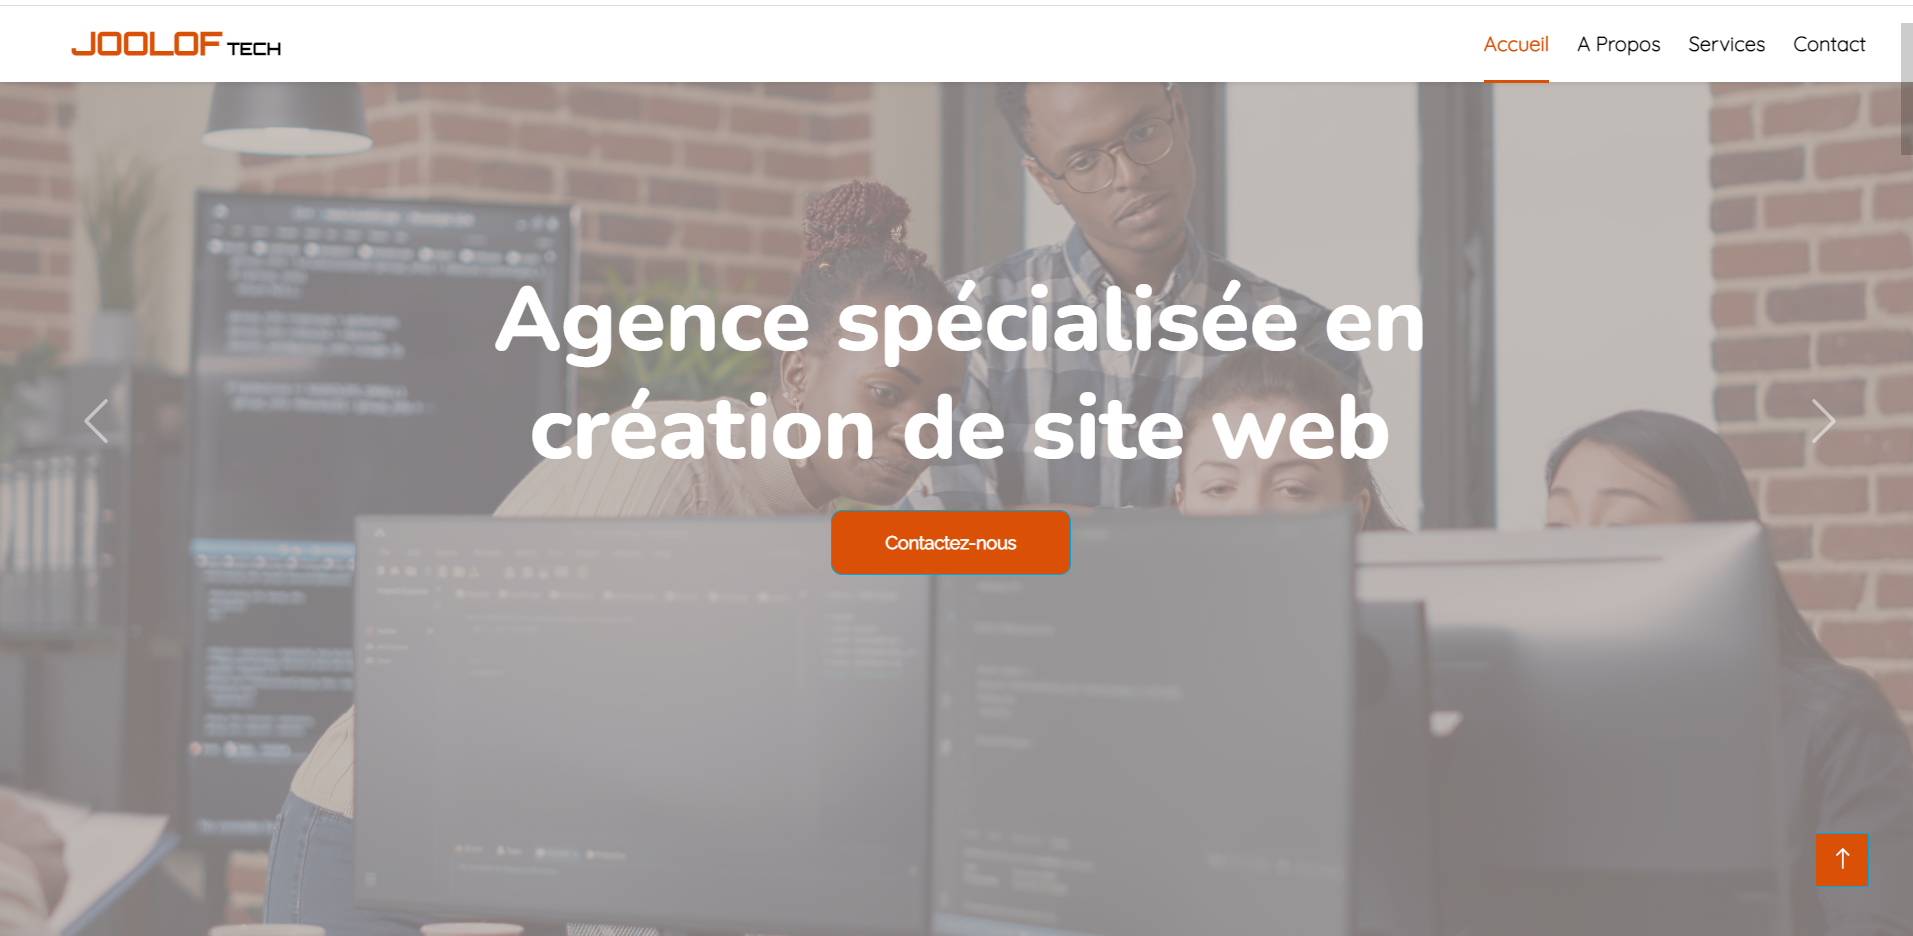 JOOLOF TECH
Accueil A Propos Services Contact
Agence spécialisée en
création de site web
Contactez-nous